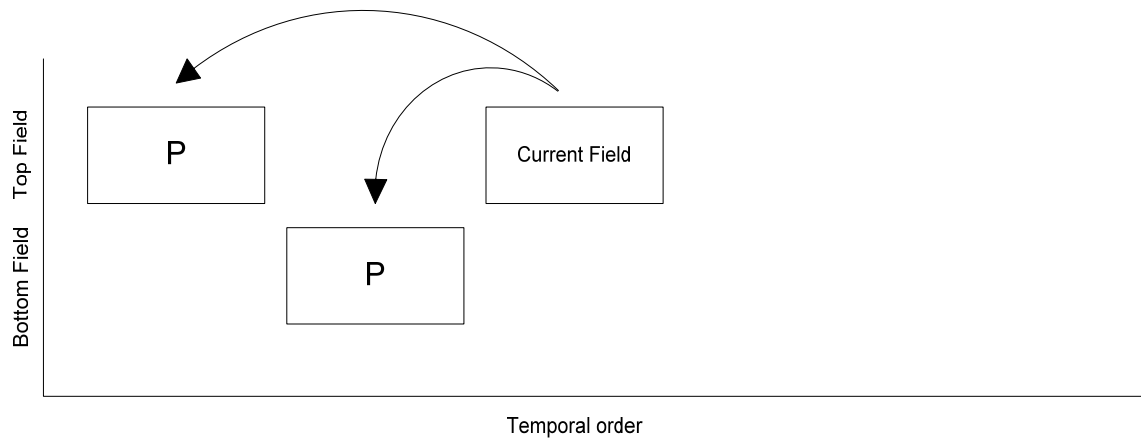 Top Field
P
Current Field
Bottom Field
P
Temporal order